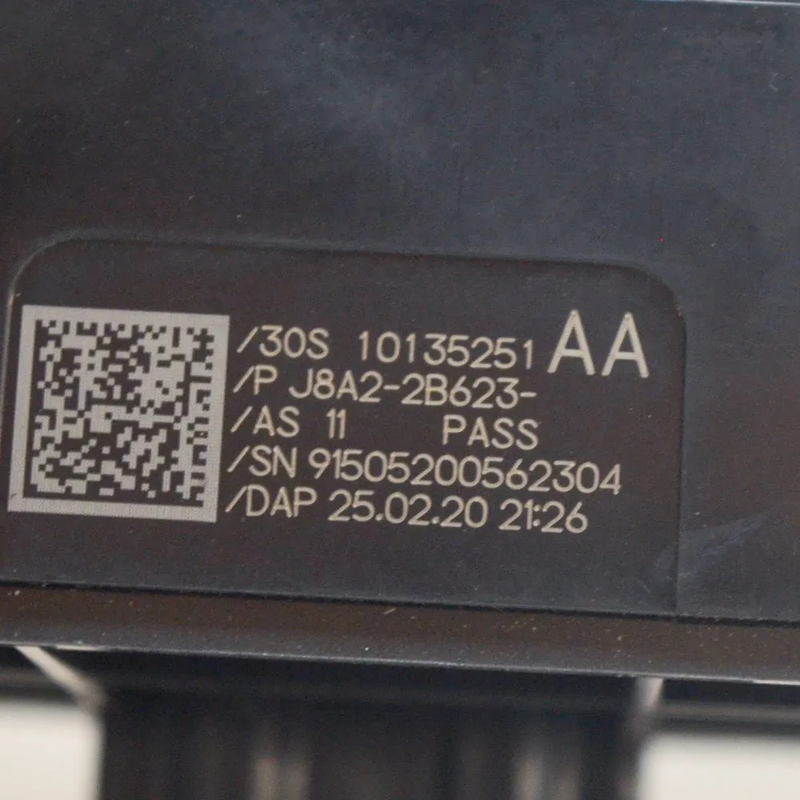 /30S 10135251 AA
/P J8A2-2B623-
/AS 11 PASS
/SN 91505200562304
/DAP 25.02.20 21:26